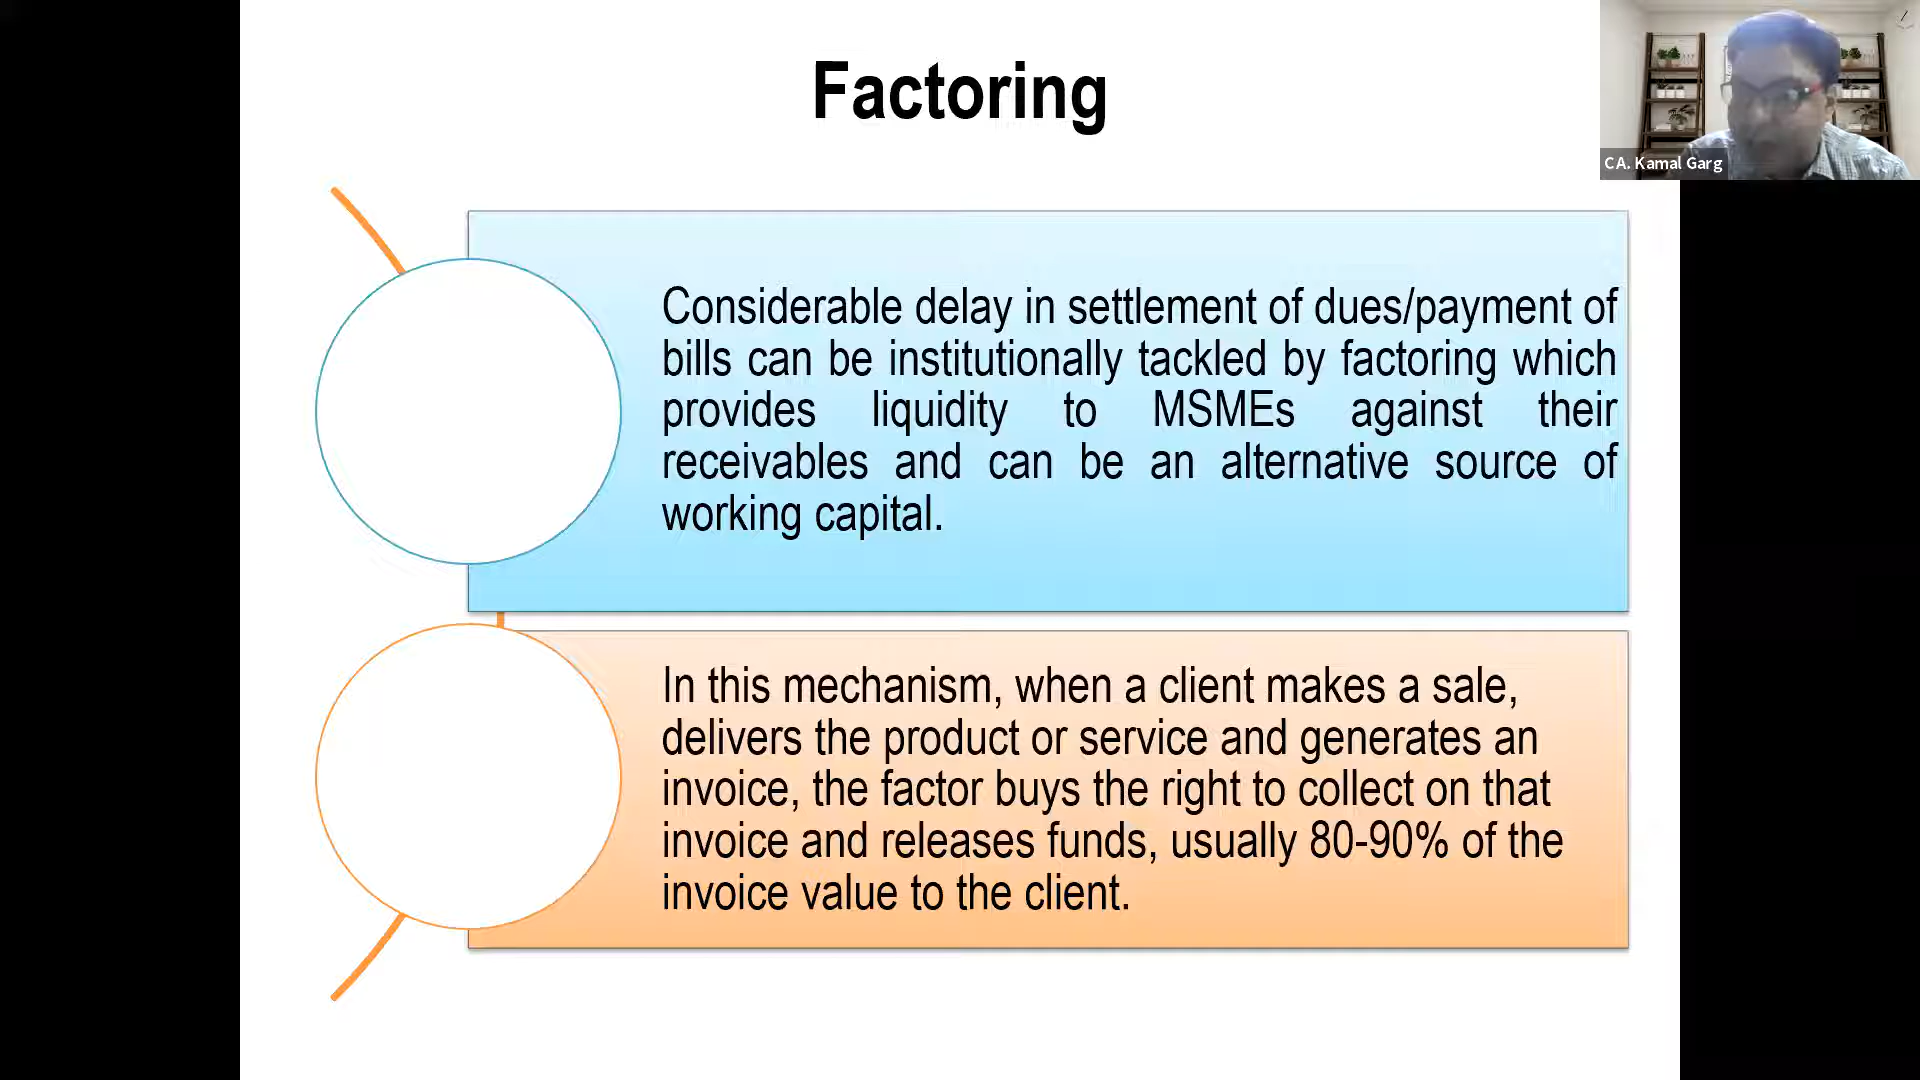 Factoring
CA. Kamal Garg
Considerable delay in settlement of dues/payment of
bills can be institutionally tackled by factoring which
provides liquidity to MSMEs against their
receivables and can be an alternative source of
working capital.
In this mechanism, when a client makes a sale,
delivers the product or service and generates an
invoice, the factor buys the right to collect on that
invoice and releases funds, usually 80-90% of the
invoice value to the client.